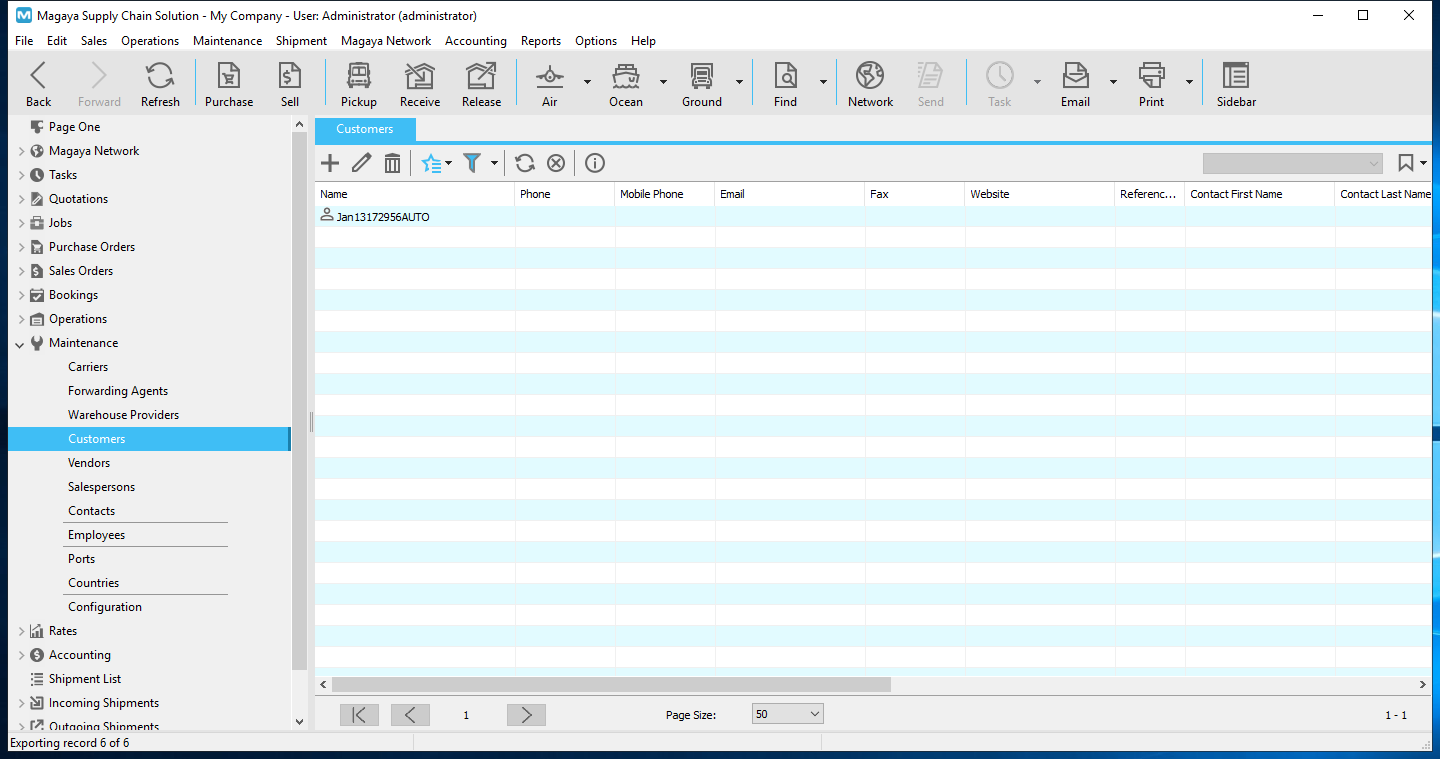 Magaya Supply Chain Solution - My Company - User: Administrator (administrator)
File Edit Sales Operations Maintenance Shipment Magaya Network Accounting Reports Options Help
Back Forward Refresh Purchase Sell Pickup Receive Release Air Ocean Ground Find Network Send Task Email Print Sidebar
Page One
Magaya Network
Tasks
Quotations
Jobs
Purchase Orders
Sales Orders
Bookings
Operations
Maintenance
Carriers
Forwarding Agents
Warehouse Providers
Customers
Vendors
Salespersons
Contacts
Employees
Ports
Countries
Configuration
Rates
Accounting
Shipment List
Incoming Shipments
Outgoing Shipments
Customers
Name Phone Mobile Phone Email Fax Website Referenc... Contact First Name Contact Last Name
Jan13172956AUTO
1 Page Size: 50 1 - 1
Exporting record 6 of 6